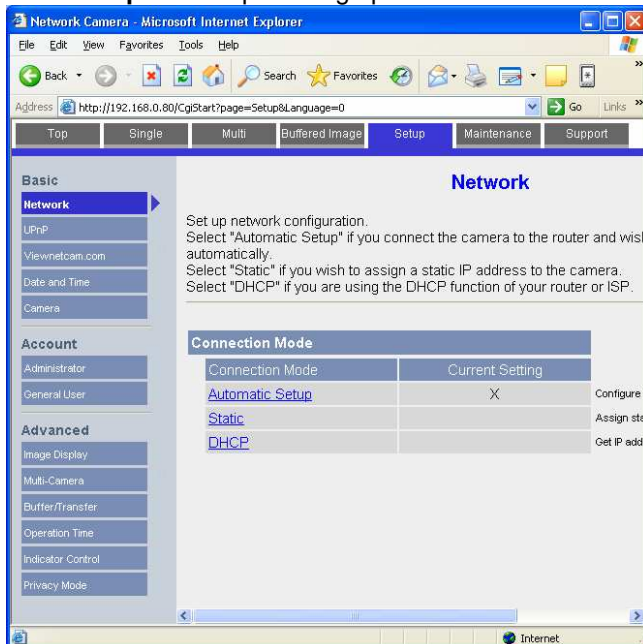 Network Camera - Microsoft Internet Explorer
File Edit View Favorites Tools Help
Back Search Favorites
Address http://192.168.0.80/CgiStart?page=Setup&Language=0 Go Links »
Top Single Multi Buffered Image Setup Maintenance Support
Basic
Network
UPnP
Viewnetcam.com
Date and Time
Camera
Account
Administrator
General User
Advanced
Image Display
Multi-Camera
Buffer/Transfer
Operation Time
Indicator Control
Privacy Mode
Network
Set up network configuration.
Select "Automatic Setup" if you connect the camera to the router and wis
automatically.
Select "Static" if you wish to assign a static IP address to the camera.
Select "DHCP" if you are using the DHCP function of your router or ISP.
Connection Mode
Connection Mode Current Setting
Automatic Setup X Configure
Static Assign sta
DHCP Get IP add
Internet